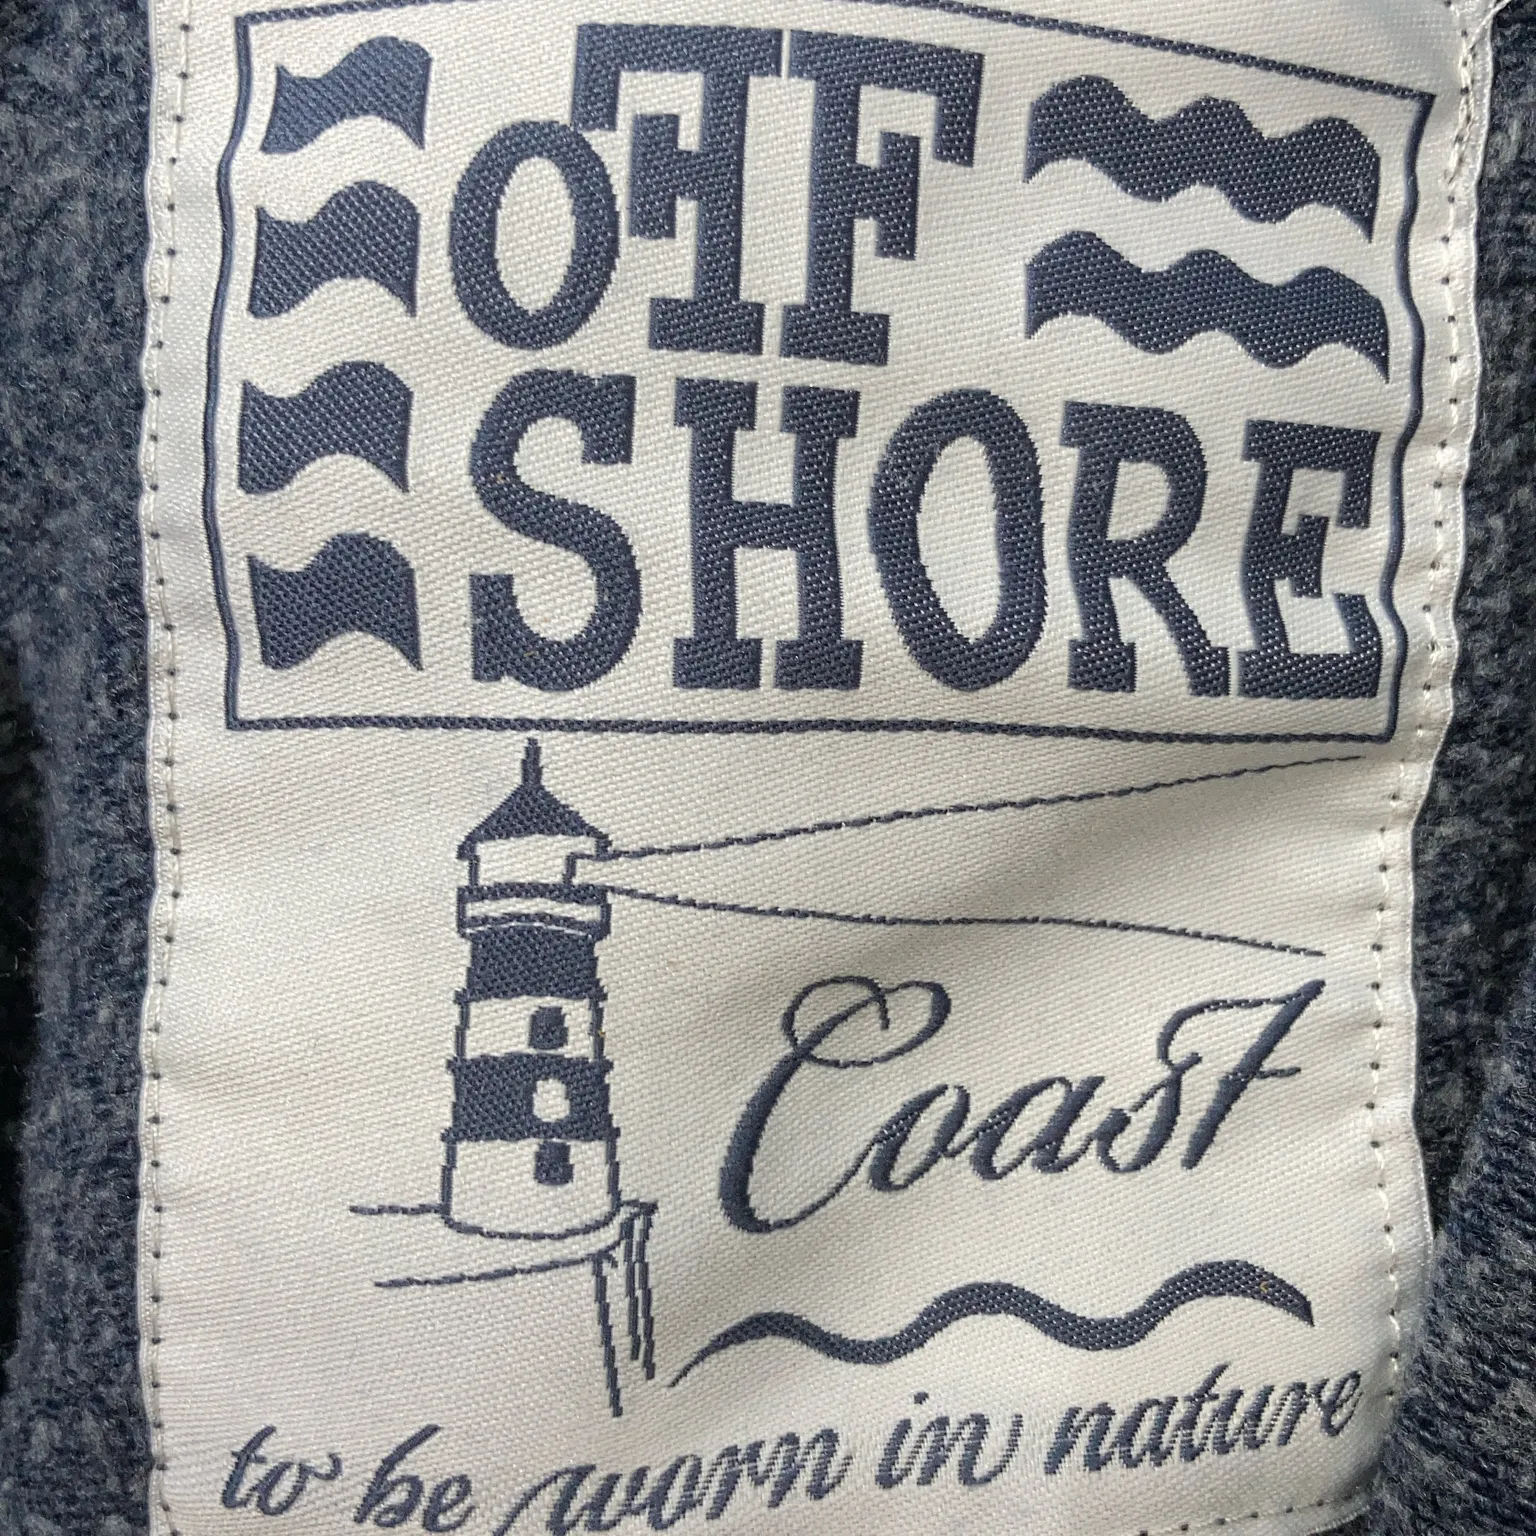 OFF
SHORE
Coast
to be worn in nature